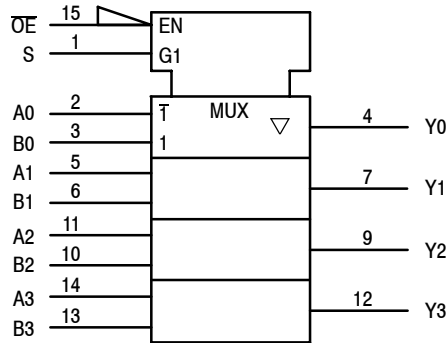 O̅E̅ 15 EN
S 1 G1
A0 2 1̅ MUX ▽ 4 Y0
B0 3 1
A1 5 7 Y1
B1 6
A2 11 9 Y2
B2 10
A3 14 12 Y3
B3 13